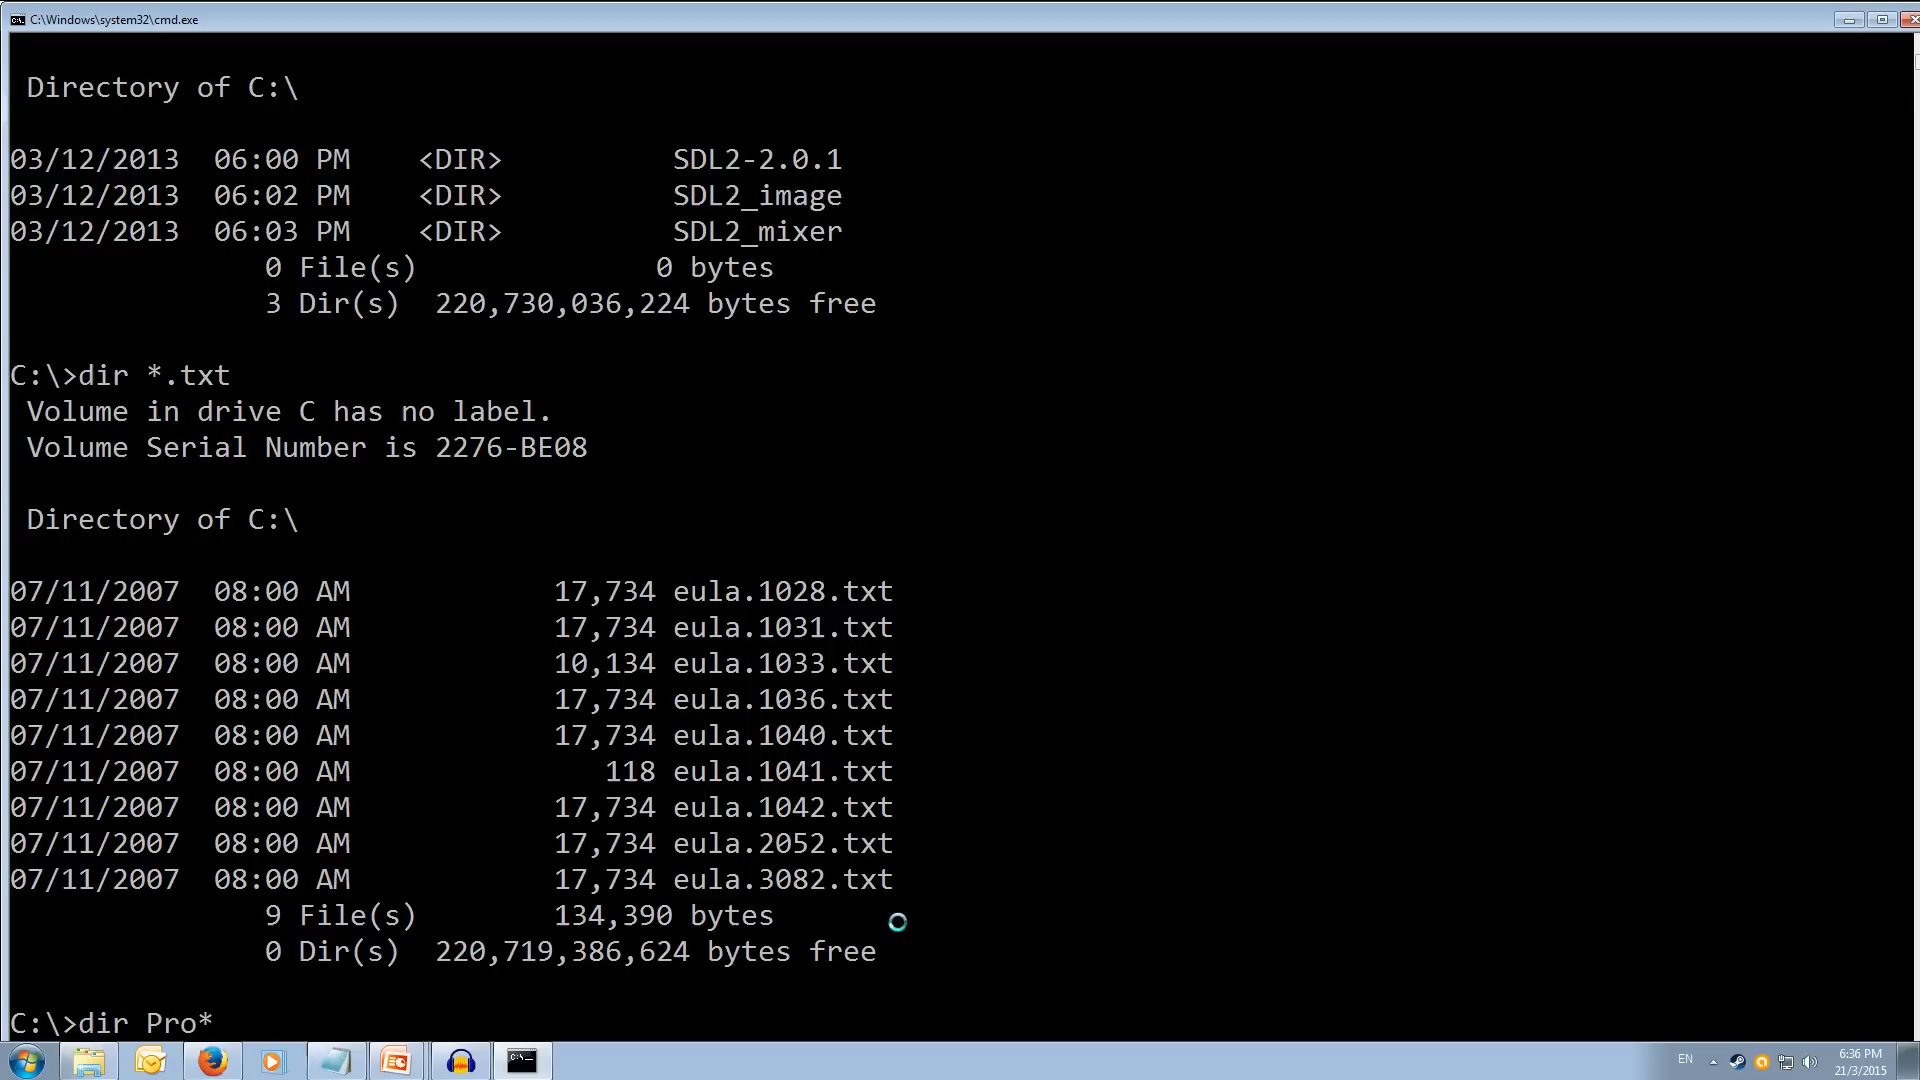 C:\Windows\system32\cmd.exe
Directory of C:\
03/12/2013  06:00 PM    <DIR>          SDL2-2.0.1
03/12/2013  06:02 PM    <DIR>          SDL2_image
03/12/2013  06:03 PM    <DIR>          SDL2_mixer
0 File(s)              0 bytes
3 Dir(s)  220,730,036,224 bytes free
C:\>dir *.txt
Volume in drive C has no label.
Volume Serial Number is 2276-BE08
Directory of C:\
07/11/2007  08:00 AM            17,734 eula.1028.txt
07/11/2007  08:00 AM            17,734 eula.1031.txt
07/11/2007  08:00 AM            10,134 eula.1033.txt
07/11/2007  08:00 AM            17,734 eula.1036.txt
07/11/2007  08:00 AM            17,734 eula.1040.txt
07/11/2007  08:00 AM               118 eula.1041.txt
07/11/2007  08:00 AM            17,734 eula.1042.txt
07/11/2007  08:00 AM            17,734 eula.2052.txt
07/11/2007  08:00 AM            17,734 eula.3082.txt
9 File(s)        134,390 bytes
0 Dir(s)  220,719,386,624 bytes free
C:\>dir Pro*
EN
6:36 PM
21/3/2015